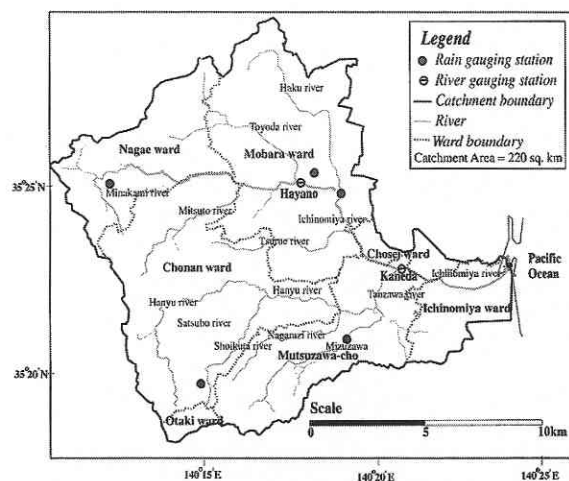 Legend
Rain gauging station
River gauging station
Catchment boundary
River
Ward boundary
Catchment Area = 220 sq. km
Haku river
Toyoda river
Nagae ward
Mobara ward
35°25'N
Minakami river
Hayano
Mitsuto river
Ichinomiya river
Tsuruo river
Chosei ward
Kaneda
Ichinomiya river
Pacific
Ocean
Chonan ward
Hanyu river
Hanyu river
Tanzawa river
Ichinomiya ward
Satsubo river
Nagarazi river
Shoikuta river
Mizuzawa
Mutsuzawa-cho
35°20'N
Otaki ward
Scale
0
5
10km
140°15'E
140°20'E
140°25'E